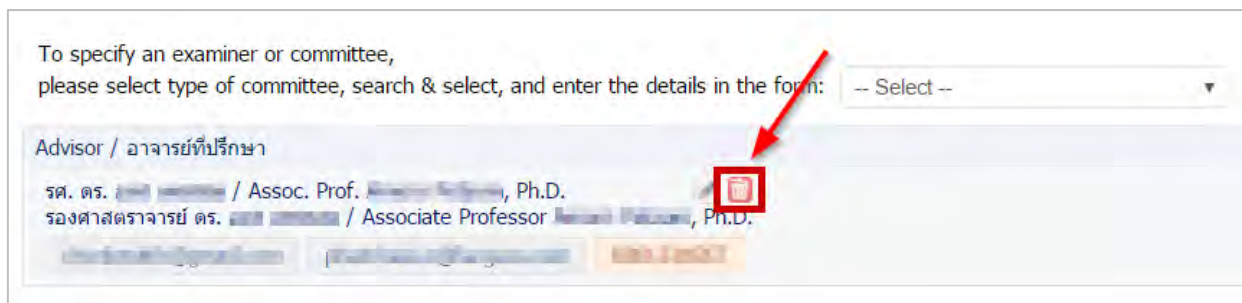 To specify an examiner or committee,
please select type of committee, search & select, and enter the details in the form:
-- Select --
Advisor / อาจารย์ที่ปรึกษา
รศ. ดร. / Assoc. Prof. , Ph.D.
รองศาสตราจารย์ ดร. / Associate Professor , Ph.D.